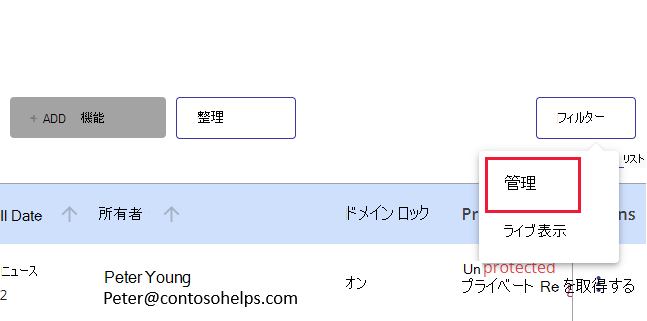 + ADD 機能
整理
フィルター
リスト
管理
ll Date 所有者 ドメイン ロック Pr ns
ライブ表示
ニュース
2
Peter Young
Peter@contosohelps.com
オン
Un protected
プライベート Re を取得する